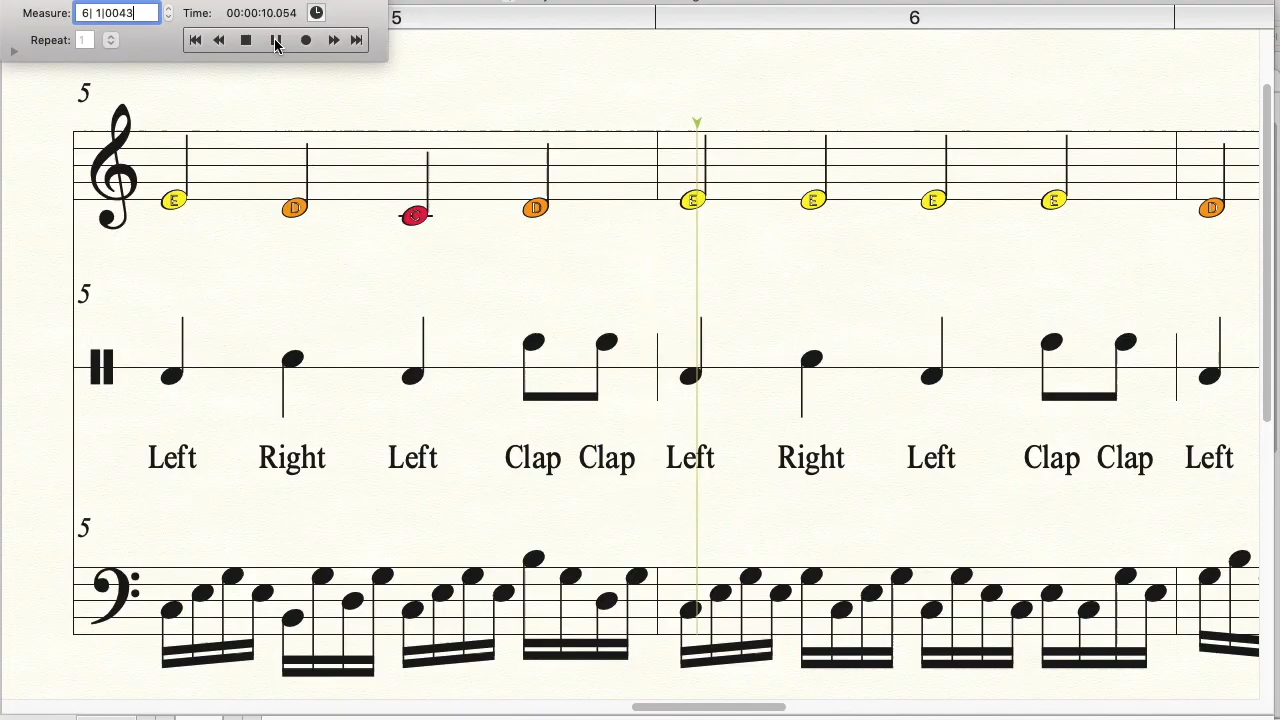 Measure: 6| 1|0043 Time: 00:00:10.054
Repeat: 1
5 6
5
E D C D E E E E D
5
Left Right Left Clap Clap Left Right Left Clap Clap Left
5